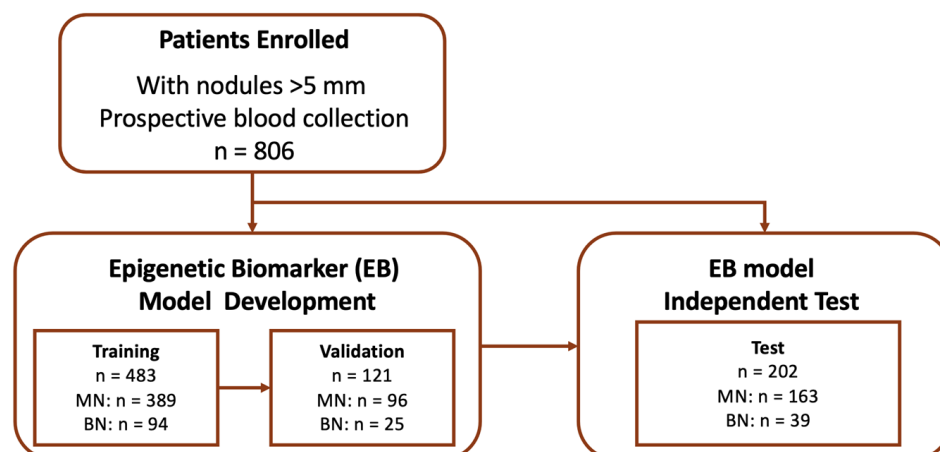 Patients Enrolled
With nodules >5 mm
Prospective blood collection
n = 806
Epigenetic Biomarker (EB)
Model Development
Training
n = 483
MN: n = 389
BN: n = 94
Validation
n = 121
MN: n = 96
BN: n = 25
EB model
Independent Test
Test
n = 202
MN: n = 163
BN: n = 39